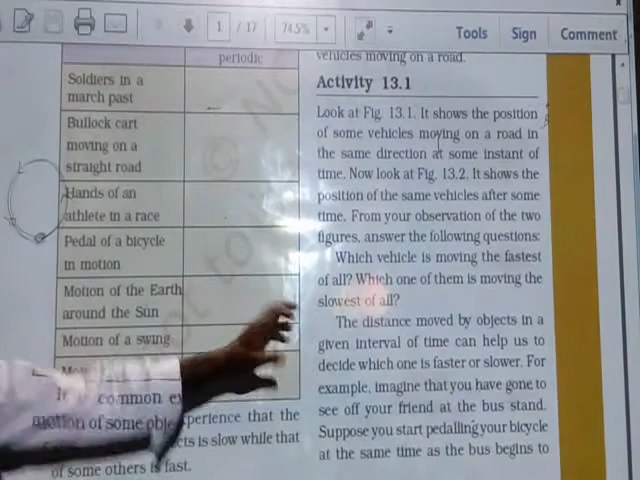 1 / 17
74.5%
Tools
Sign
Comment
periodic
Soldiers in a
march past
Bullock cart
moving on a
straight road
Hands of an
athlete in a race
Pedal of a bicycle
in motion
Motion of the Earth
around the Sun
Motion of a swing
common
motion of some perience that the
cts is slow while that
of some others is fast.
vehicles moving on a road.
Activity 13.1
Look at Fig. 13.1. It shows the position
of some vehicles moving on a road in
the same direction at some instant of
time. Now look at Fig. 13.2. It shows the
position of the same vehicles after some
time. From your observation of the two
figures, answer the following questions:
Which vehicle is moving the fastest
of all? Which one of them is moving the
slowest of all?
The distance moved by objects in a
given interval of time can help us to
decide which one is faster or slower. For
example, imagine that you have gone to
see off your friend at the bus stand.
Suppose you start pedalling your bicycle
at the same time as the bus begins to